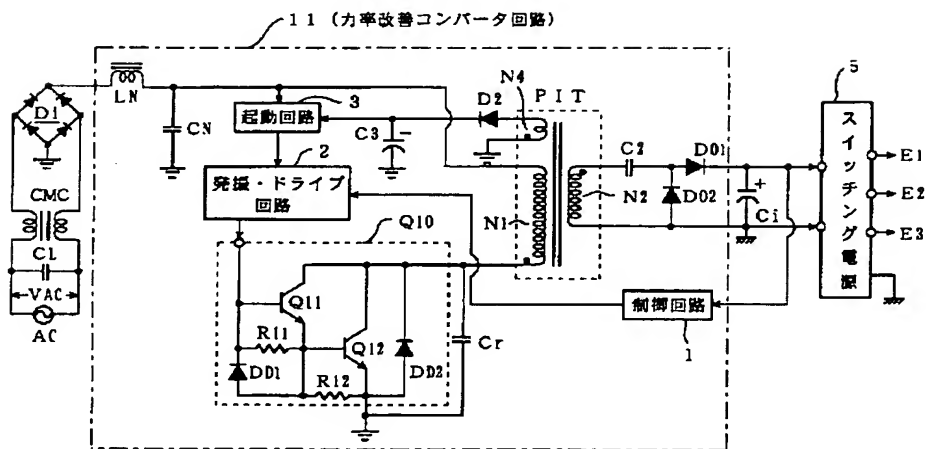 11 (力率改善コンバータ回路)
LN
D1
CN
3
起動回路
C3
D2
N4
PIT
2
発振・ドライブ
回路
C2
DO1
DO2
N1
N2
Ci
5
スイッチング電源
E1
E2
E3
CMC
CL
VAC
AC
Q10
Q11
R11
Q12
DD1
R12
DD2
Cr
制御回路
1